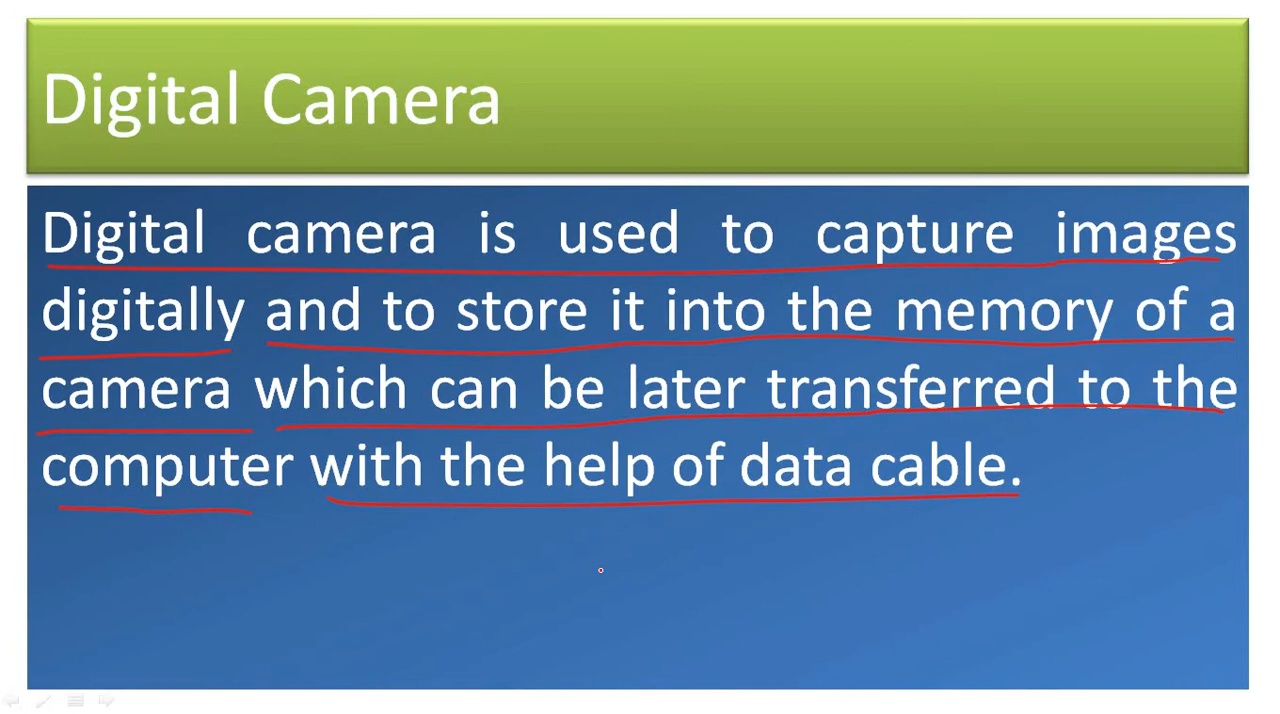 Digital Camera
Digital camera is used to capture images
digitally and to store it into the memory of a
camera which can be later transferred to the
computer with the help of data cable.